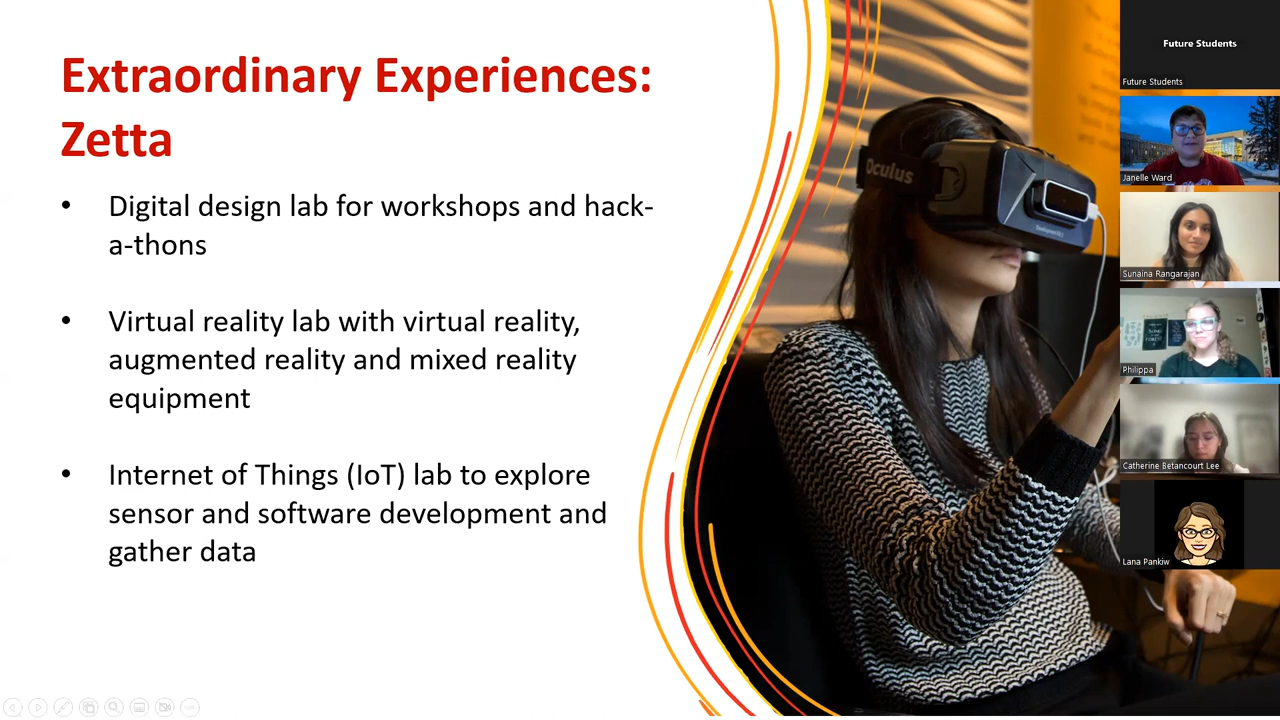 Extraordinary Experiences:
Zetta
• Digital design lab for workshops and hack-
a-thons
• Virtual reality lab with virtual reality,
augmented reality and mixed reality
equipment
• Internet of Things (IoT) lab to explore
sensor and software development and
gather data
Oculus
Future Students
Future Students
Janelle Ward
Sunaina Rangarajan
Philippa
Catherine Betancourt Lee
Lana Pankiw